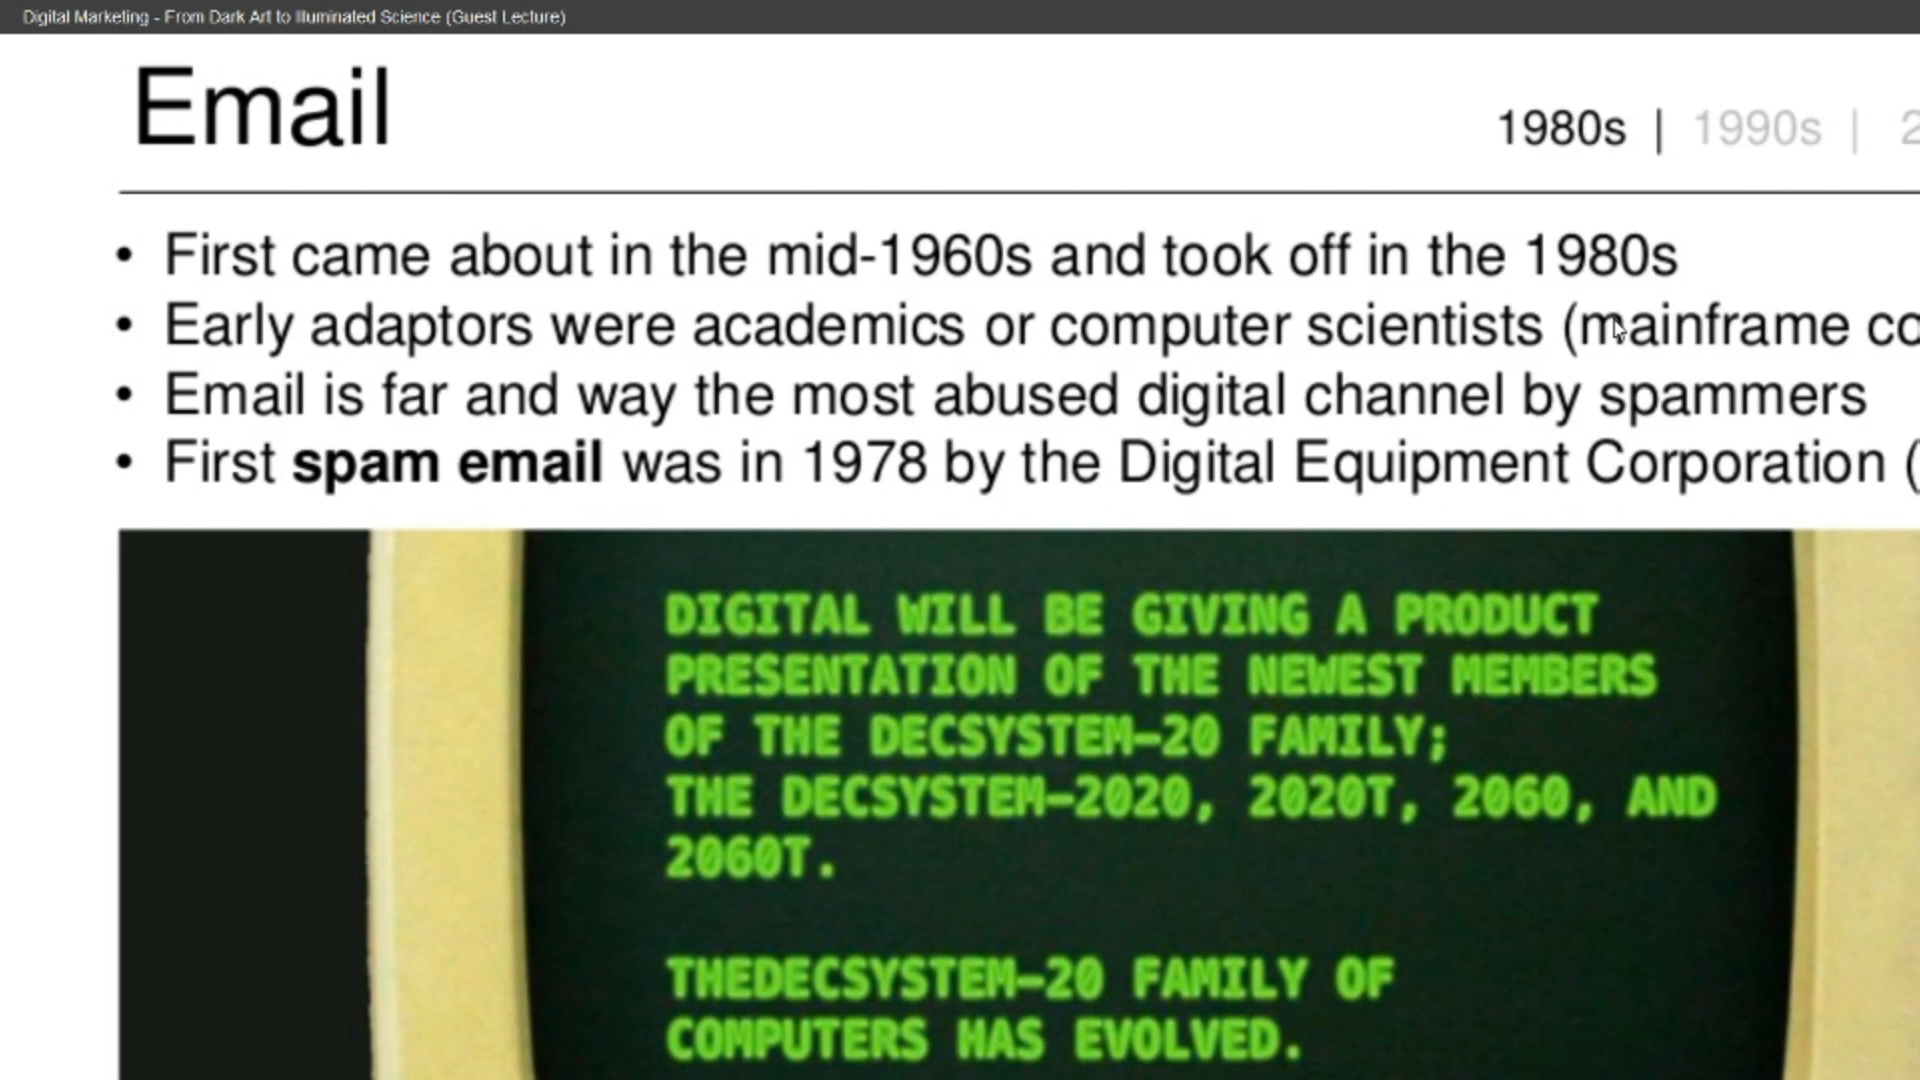 Digital Marketing - From Dark Art to Illuminated Science (Guest Lecture)
Email
1980s | 1990s |
• First came about in the mid-1960s and took off in the 1980s
• Early adaptors were academics or computer scientists (mainframe
• Email is far and way the most abused digital channel by spammers
• First spam email was in 1978 by the Digital Equipment Corporation (
DIGITAL WILL BE GIVING A PRODUCT
PRESENTATION OF THE NEWEST MEMBERS
OF THE DECSYSTEM-20 FAMILY;
THE DECSYSTEM-2020, 2020T, 2060, AND
2060T.
THEDECSYSTEM-20 FAMILY OF
COMPUTERS HAS EVOLVED.